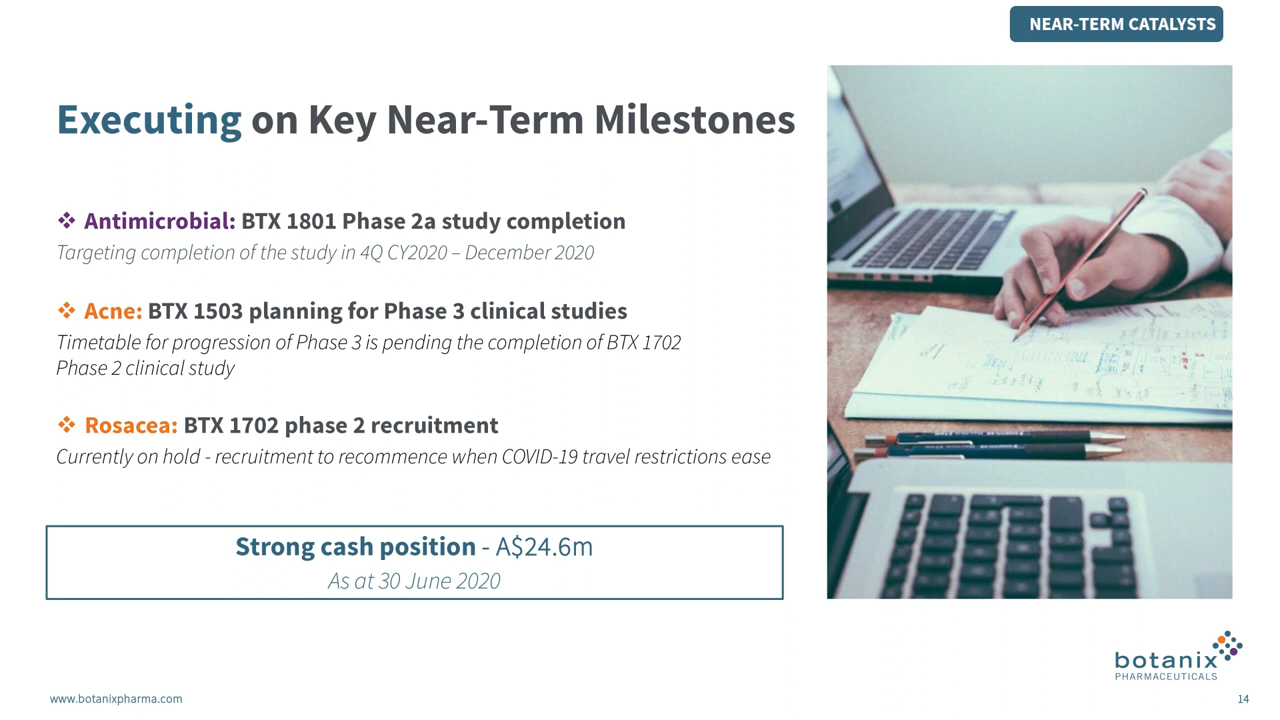 NEAR-TERM CATALYSTS
Executing on Key Near-Term Milestones
❖ Antimicrobial: BTX 1801 Phase 2a study completion
Targeting completion of the study in 4Q CY2020 – December 2020
❖ Acne: BTX 1503 planning for Phase 3 clinical studies
Timetable for progression of Phase 3 is pending the completion of BTX 1702
Phase 2 clinical study
❖ Rosacea: BTX 1702 phase 2 recruitment
Currently on hold - recruitment to recommence when COVID-19 travel restrictions ease
Strong cash position - A$24.6m
As at 30 June 2020
botanix
PHARMACEUTICALS
www.botanixpharma.com
14